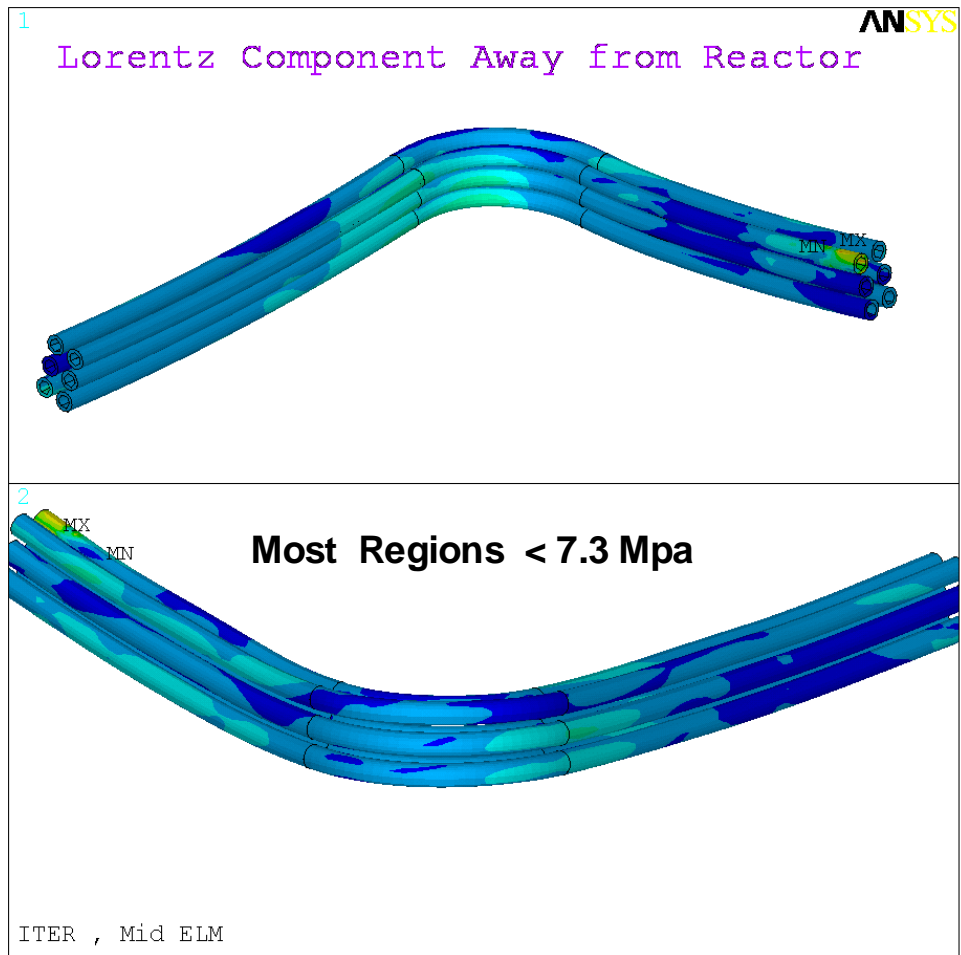 1
ANSYS
Lorentz Component Away from Reactor
MN MX
2
MX
MN
Most Regions < 7.3 Mpa
ITER , Mid ELM